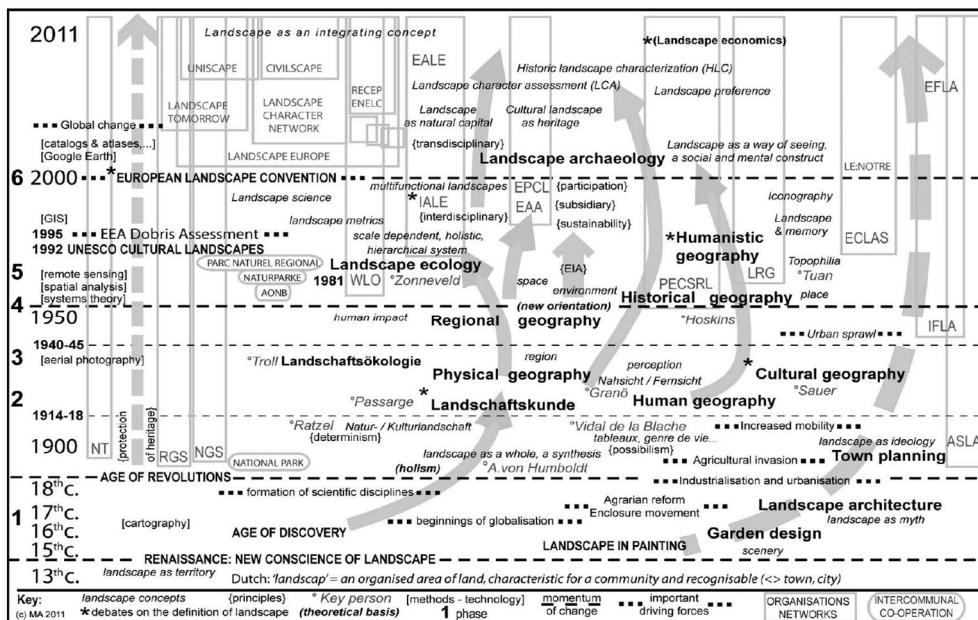 2011
Landscape as an integrating concept
*(Landscape economics)
UNISCAPE
CIVILSCAPE
EALE
Historic landscape characterization (HLC)
Landscape character assessment (LCA)
Landscape preference
RECEP
ENELC
EFLA
LANDSCAPE
TOMORROW
LANDSCAPE
CHARACTER
NETWORK
Landscape
as natural capital
Cultural landscape
as heritage
Global change
[catalogs & atlases,...]
[Google Earth]
{transdisciplinary}
LANDSCAPE EUROPE
Landscape archaeology
Landscape as a way of seeing,
a social and mental construct
LE:NOTRE
6 2000
*EUROPEAN LANDSCAPE CONVENTION
multifunctional landscapes
EPCL
{participation}
Landscape science
*IALE
EAA
{subsidiary}
iconography
[GIS]
landscape metrics
{interdisciplinary}
{sustainability}
Landscape
& memory
1995 EEA Dobris Assessment
scale dependent, holistic,
hierarchical system
*Humanistic
geography
ECLAS
1992 UNESCO CULTURAL LANDSCAPES
PARC NATUREL REGIONAL
Landscape ecology
{EIA}
LRG
Topophilia
°Tuan
5
[remote sensing]
[spatial analysis]
[systems theory]
NATURPARKE
AONB
1981
WLO
°Zonneveld
space
environment
PECSRL
place
(new orientation)
Historical geography
4
1950
human impact
Regional geography
°Hoskins
IFLA
Urban sprawl
1940-45
3
[aerial photography]
°Troll Landschaftsökologie
region
perception
*Cultural geography
Physical geography
Nahsicht / Fernsicht
2
°Passarge
*Landschaftskunde
°Granö
Human geography
°Sauer
1914-18
°Ratzel
Natur- / Kulturlandschaft
{determinism}
°Vidal de la Blache
Increased mobility
1900
NT
{protection
of heritage}
RGS
NGS
tableaux, genre de vie...
{possibilism}
landscape as ideology
ASLA
Town planning
NATIONAL PARK
landscape as a whole, a synthesis
(holism)
°A.von Humboldt
Agricultural invasion
AGE OF REVOLUTIONS
Industrialisation and urbanisation
18th c.
formation of scientific disciplines
Agrarian reform
Enclosure movement
Landscape architecture
17th c.
1
[cartography]
beginnings of globalisation
landscape as myth
16th c.
AGE OF DISCOVERY
Garden design
15th c.
LANDSCAPE IN PAINTING
scenery
RENAISSANCE: NEW CONSCIENCE OF LANDSCAPE
13th c.
landscape as territory
Dutch: 'landscap' = an organised area of land, characteristic for a community and recognisable (<> town, city)
Key:
landscape concepts
{principles}
° Key person
[methods - technology]
momentum
of change
important
driving forces
ORGANISATIONS
NETWORKS
INTERCOMMUNAL
CO-OPERATION
(c) MA 2011
*debates on the definition of landscape
(theoretical basis)
1 phase